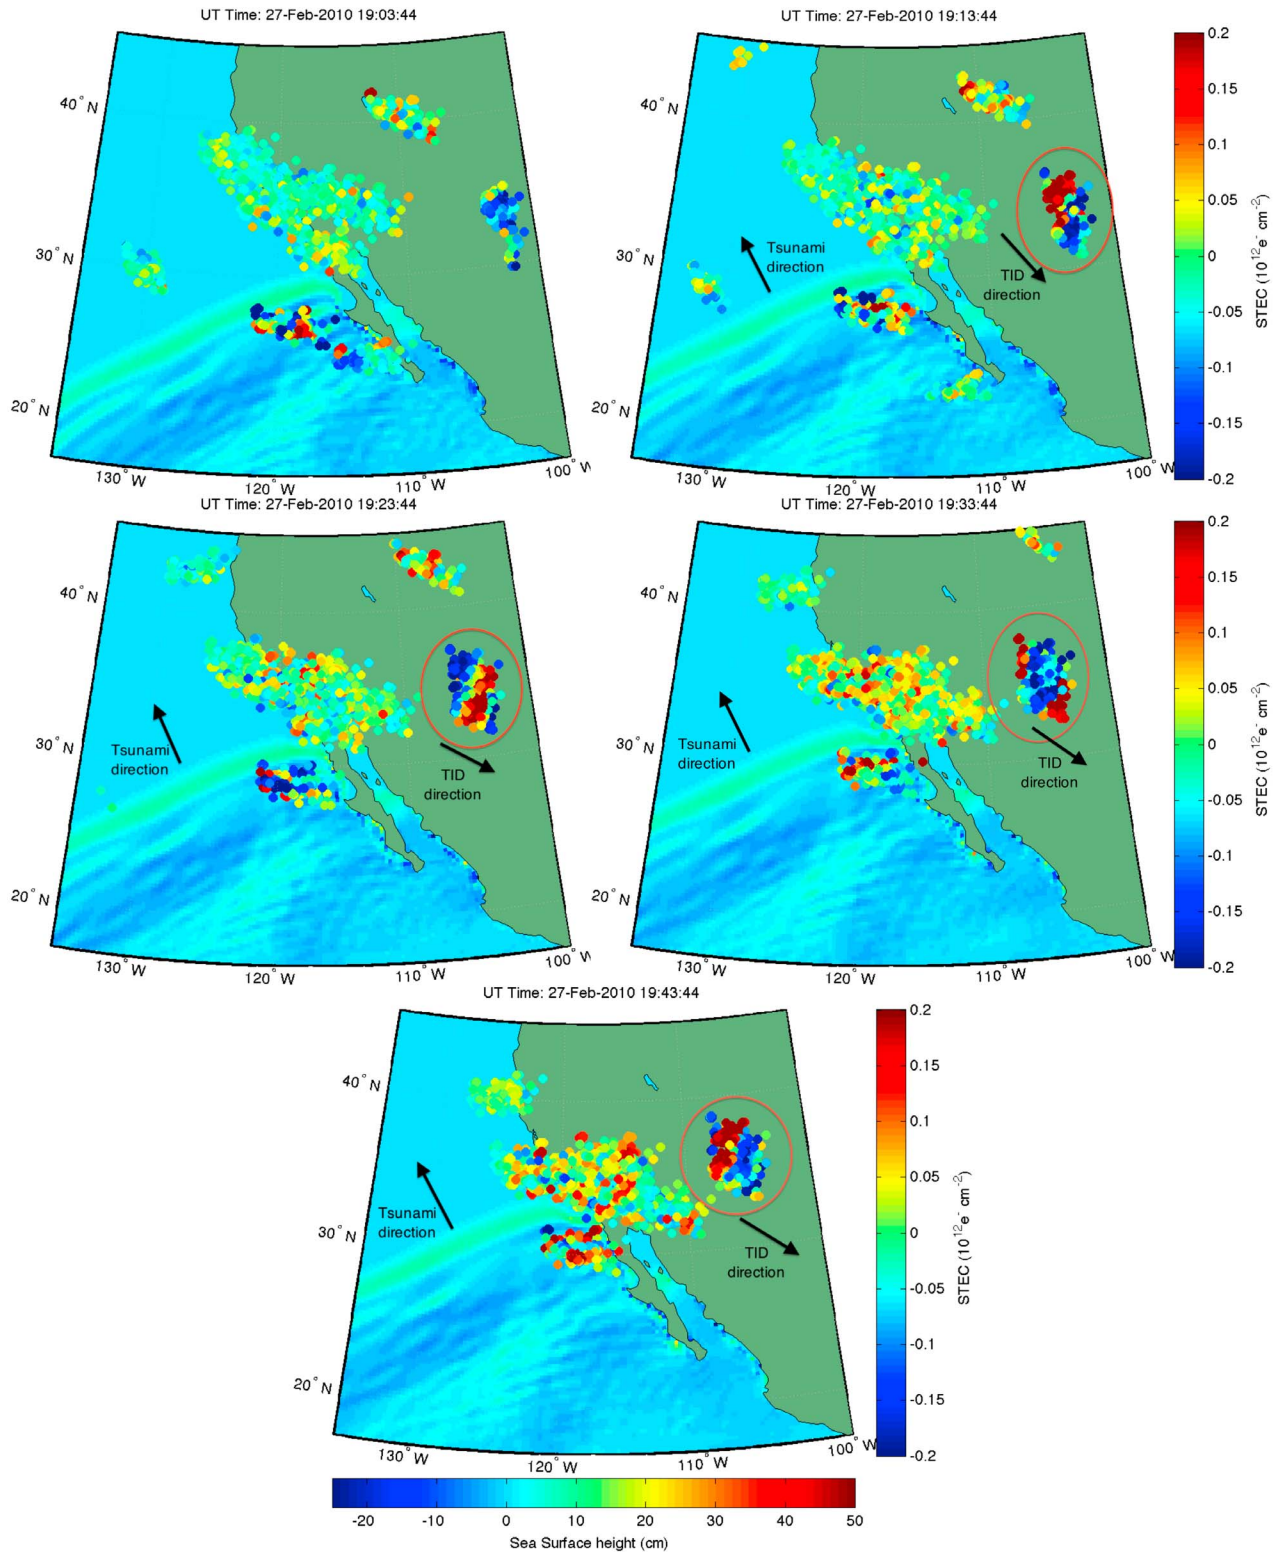 UT Time: 27-Feb-2010 19:03:44
40° N
30° N
20° N
130° W
120° W
110° W
100° W
UT Time: 27-Feb-2010 19:13:44
40° N
30° N
20° N
130° W
120° W
110° W
100° W
Tsunami
direction
TID
direction
0.2
0.15
0.1
0.05
0
-0.05
-0.1
-0.15
-0.2
STEC (10¹²e⁻ cm⁻²)
UT Time: 27-Feb-2010 19:23:44
40° N
30° N
20° N
130° W
120° W
110° W
100° W
Tsunami
direction
TID
direction
UT Time: 27-Feb-2010 19:33:44
40° N
30° N
20° N
130° W
120° W
110° W
100° W
Tsunami
direction
TID
direction
0.2
0.15
0.1
0.05
0
-0.05
-0.1
-0.15
-0.2
STEC (10¹²e⁻ cm⁻²)
UT Time: 27-Feb-2010 19:43:44
40° N
30° N
20° N
130° W
120° W
110° W
100° W
Tsunami
direction
TID
direction
0.2
0.15
0.1
0.05
0
-0.05
-0.1
-0.15
-0.2
STEC (10¹²e⁻ cm⁻²)
-20 -10 0 10 20 30 40 50
Sea Surface height (cm)